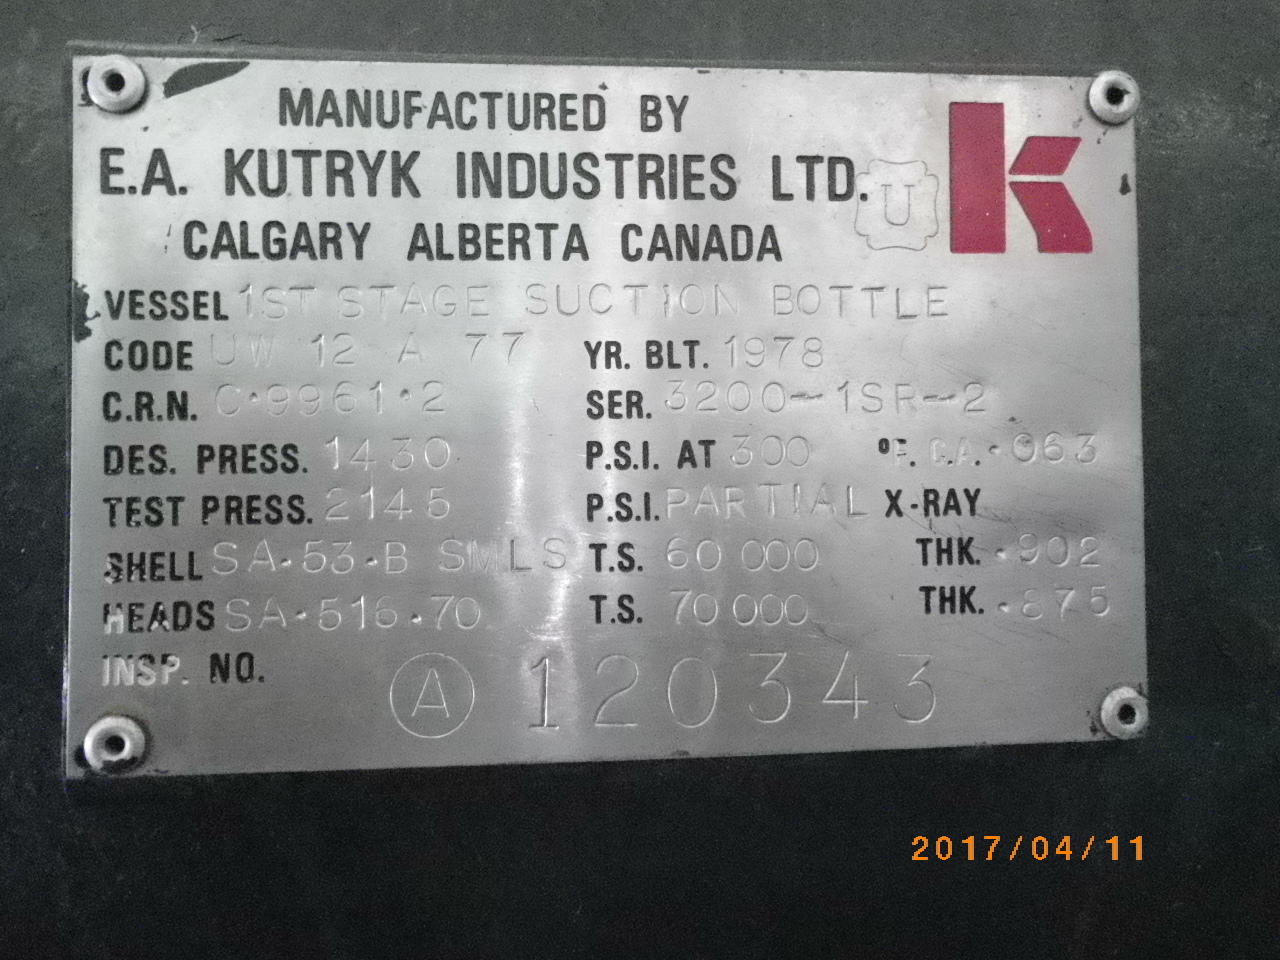 MANUFACTURED BY
E.A. KUTRYK INDUSTRIES LTD.
U
k
CALGARY ALBERTA CANADA
VESSEL 1ST STAGE SUCTION BOTTLE
CODE UW 12 A 77 YR. BLT. 1978
C.R.N. C.9961.2 SER. 3200-1SR-2
DES. PRESS. 1430 P.S.I. AT 300 °F. C.A. .063
TEST PRESS. 2145 P.S.I. PARTIAL X-RAY
SHELL SA.53.B SMLS T.S. 60 000 THK. .902
HEADS SA.516.70 T.S. 70 000 THK. .875
INSP. NO. A 120343
2017/04/11